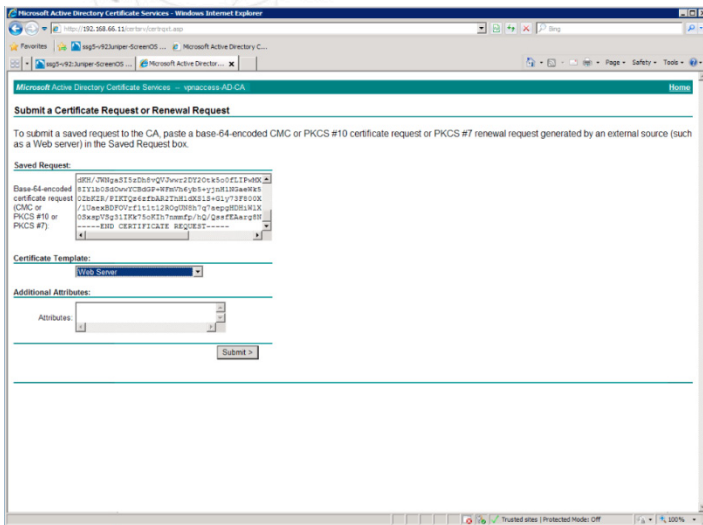 Microsoft Active Directory Certificate Services - Windows Internet Explorer
http://192.168.66.11/certsrv/certrqxt.asp
Bing
Favorites ssg5-v92:Juniper-ScreenOS ... Microsoft Active Directory C...
ssg5-v92:Juniper-ScreenOS ... Microsoft Active Director... X
Page Safety Tools
Microsoft Active Directory Certificate Services -- vpnaccess-AD-CA Home
Submit a Certificate Request or Renewal Request
To submit a saved request to the CA, paste a base-64-encoded CMC or PKCS #10 certificate request or PKCS #7 renewal request generated by an external source (such
as a Web server) in the Saved Request box.
Saved Request:
Base-64-encoded
certificate request
(CMC or
PKCS #10 or
PKCS #7):
-----END CERTIFICATE REQUEST-----
Certificate Template:
Web Server
Additional Attributes:
Attributes:
Submit >
Trusted sites | Protected Mode: Off 100%